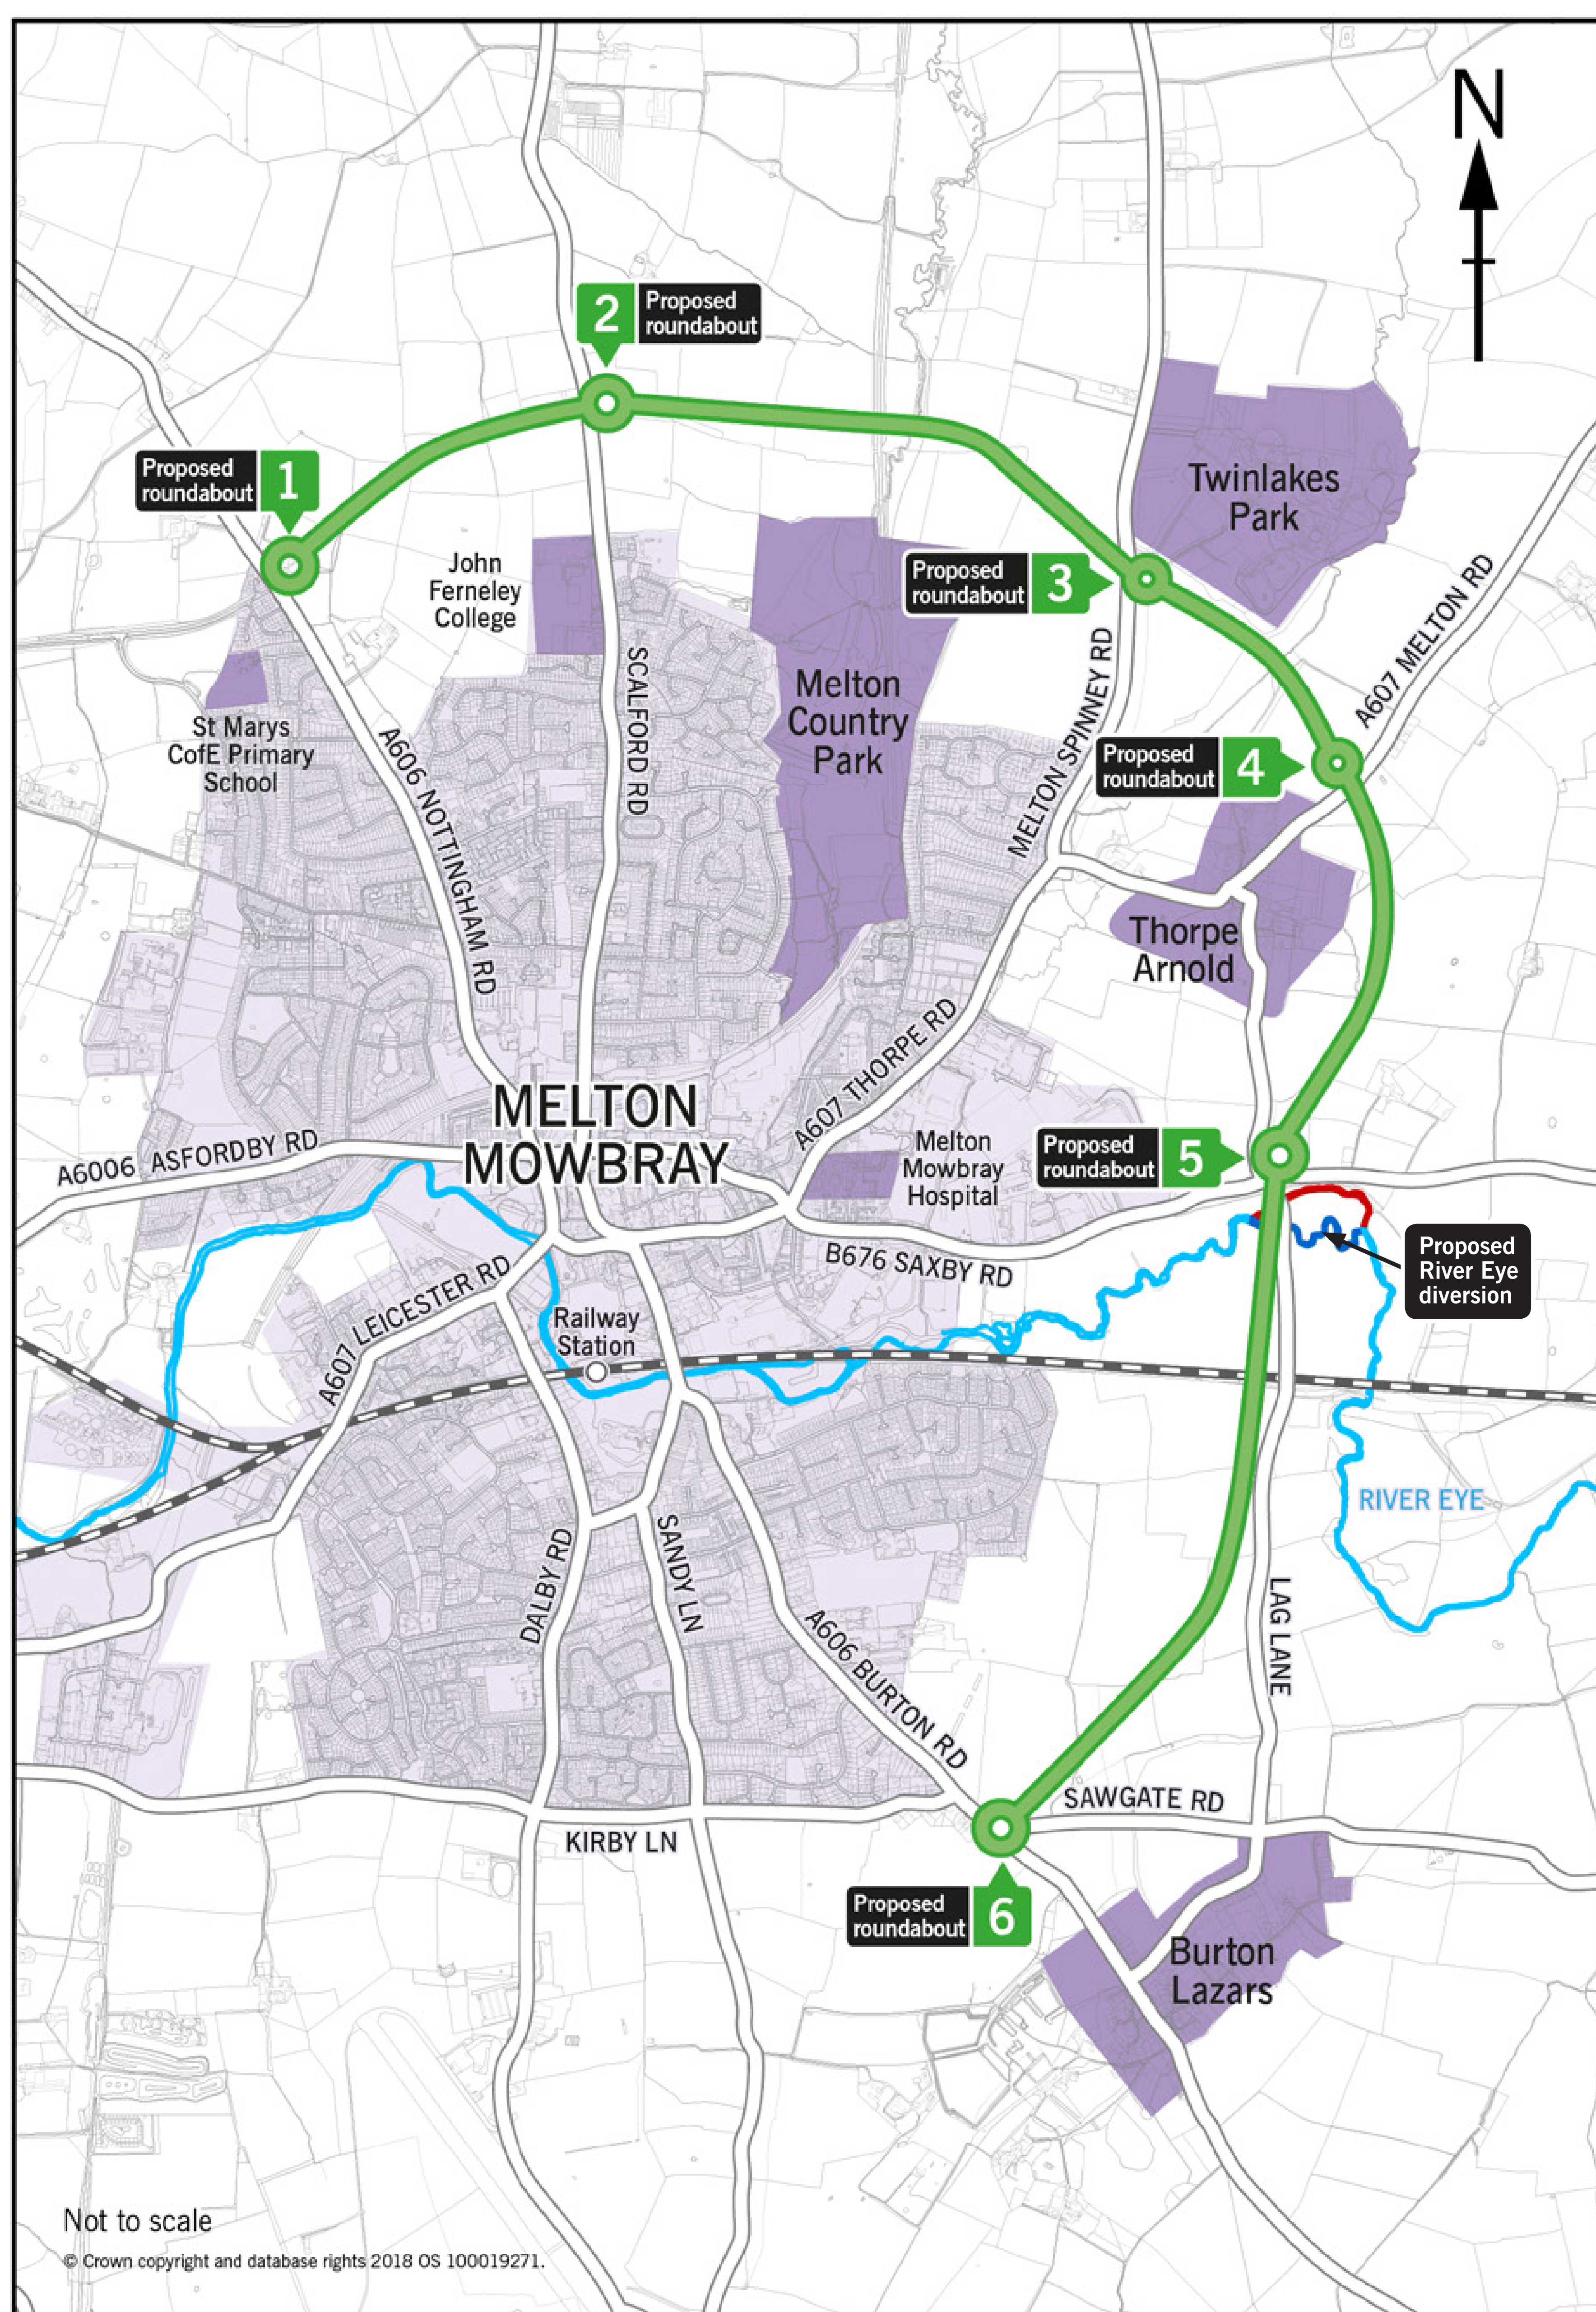 N
2
Proposed
roundabout
Proposed
roundabout
1
Twinlakes
Park
John
Ferneley
College
Proposed
roundabout
3
A607 MELTON RD
MELTON SPINNEY RD
SCALFORD RD
Melton
Country
Park
St Marys
CofE Primary
School
A606 NOTTINGHAM RD
Proposed
roundabout
4
Thorpe
Arnold
A607 THORPE RD
MELTON
MOWBRAY
A6006 ASFORDBY RD
Melton
Mowbray
Hospital
Proposed
roundabout
5
B676 SAXBY RD
Proposed
River Eye
diversion
A607 LEICESTER RD
Railway
Station
RIVER EYE
DALBY RD
SANDY LN
LAG LANE
A606 BURTON RD
SAWGATE RD
KIRBY LN
Proposed
roundabout
6
Burton
Lazars
Not to scale
© Crown copyright and database rights 2018 OS 100019271.